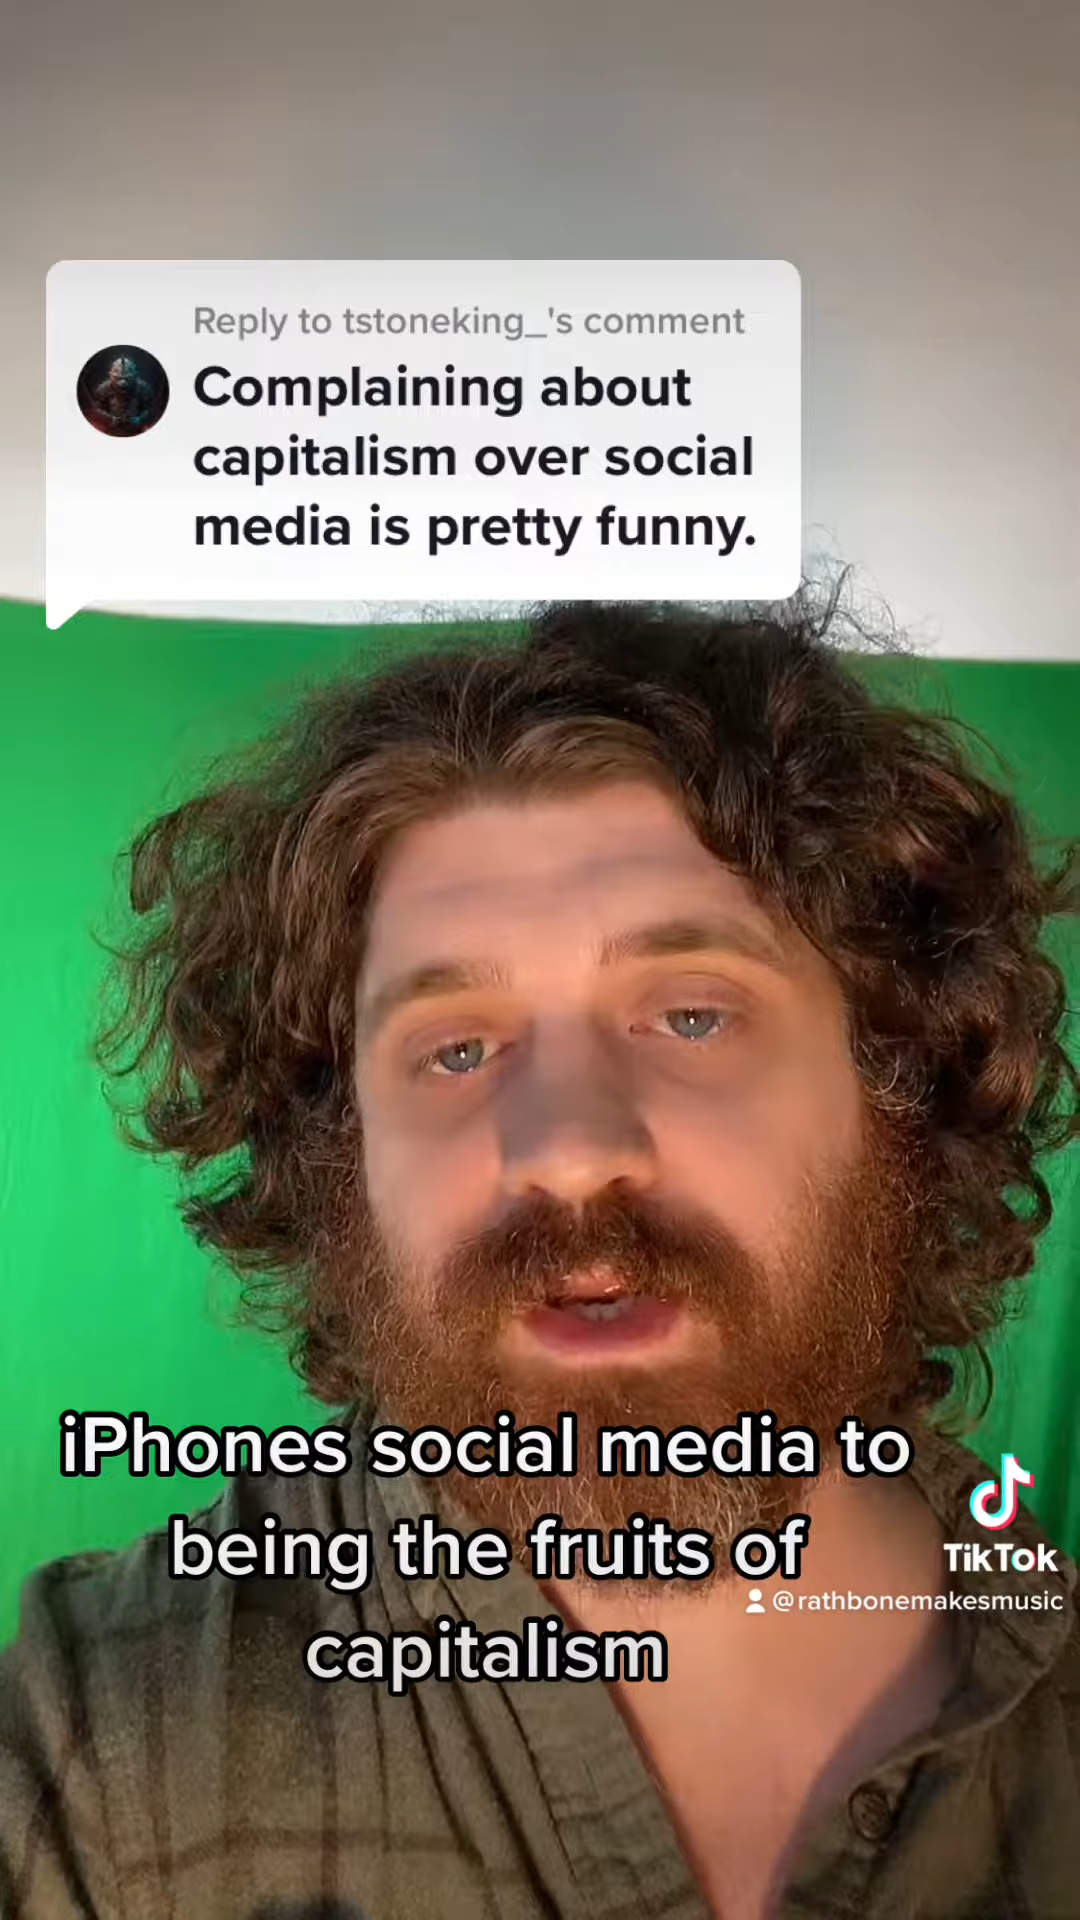 Reply to tstoneking_'s comment
Complaining about
capitalism over social
media is pretty funny.
iPhones social media to
being the fruits of
capitalism
TikTok
@rathbonemakesmusic